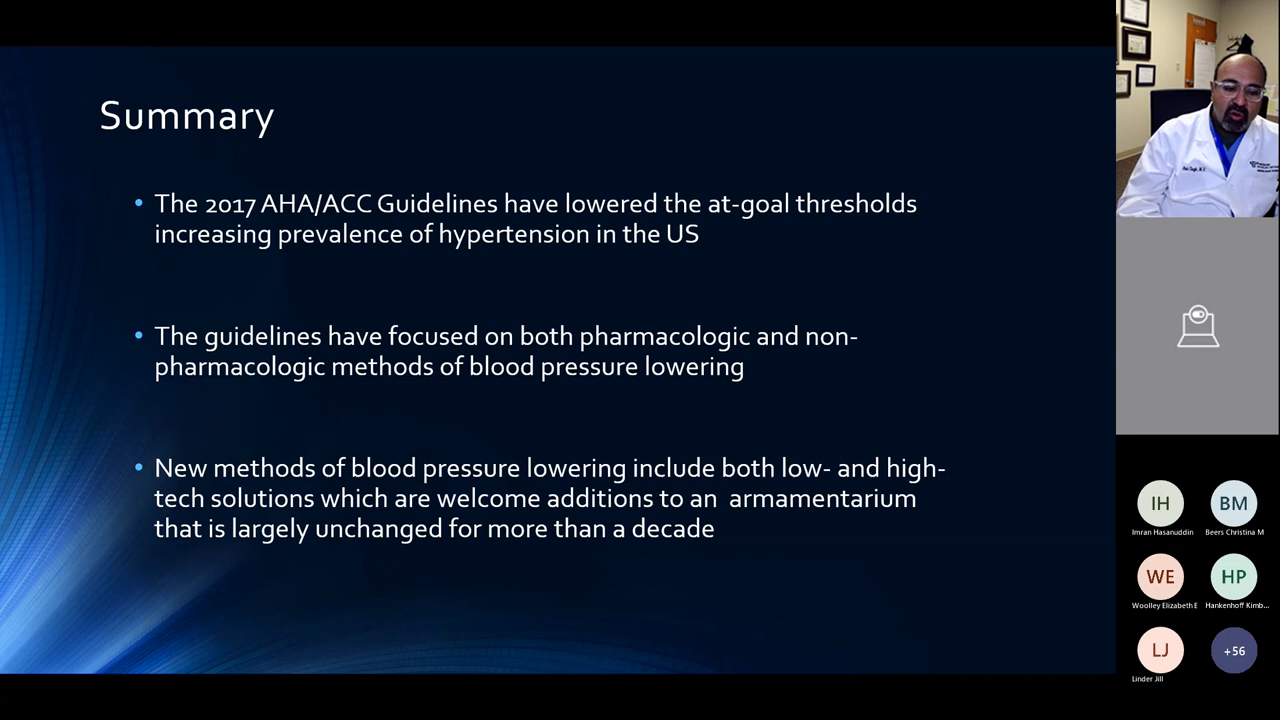 Summary
• The 2017 AHA/ACC Guidelines have lowered the at-goal thresholds
increasing prevalence of hypertension in the US
• The guidelines have focused on both pharmacologic and non-
pharmacologic methods of blood pressure lowering
• New methods of blood pressure lowering include both low- and high-
tech solutions which are welcome additions to an armamentarium
that is largely unchanged for more than a decade
IH
BM
Imran Hasanuddin
Beers Christina M
WE
HP
Woolley Elizabeth E
Hankenhoff Kimb...
LJ
+56
Linder Jill